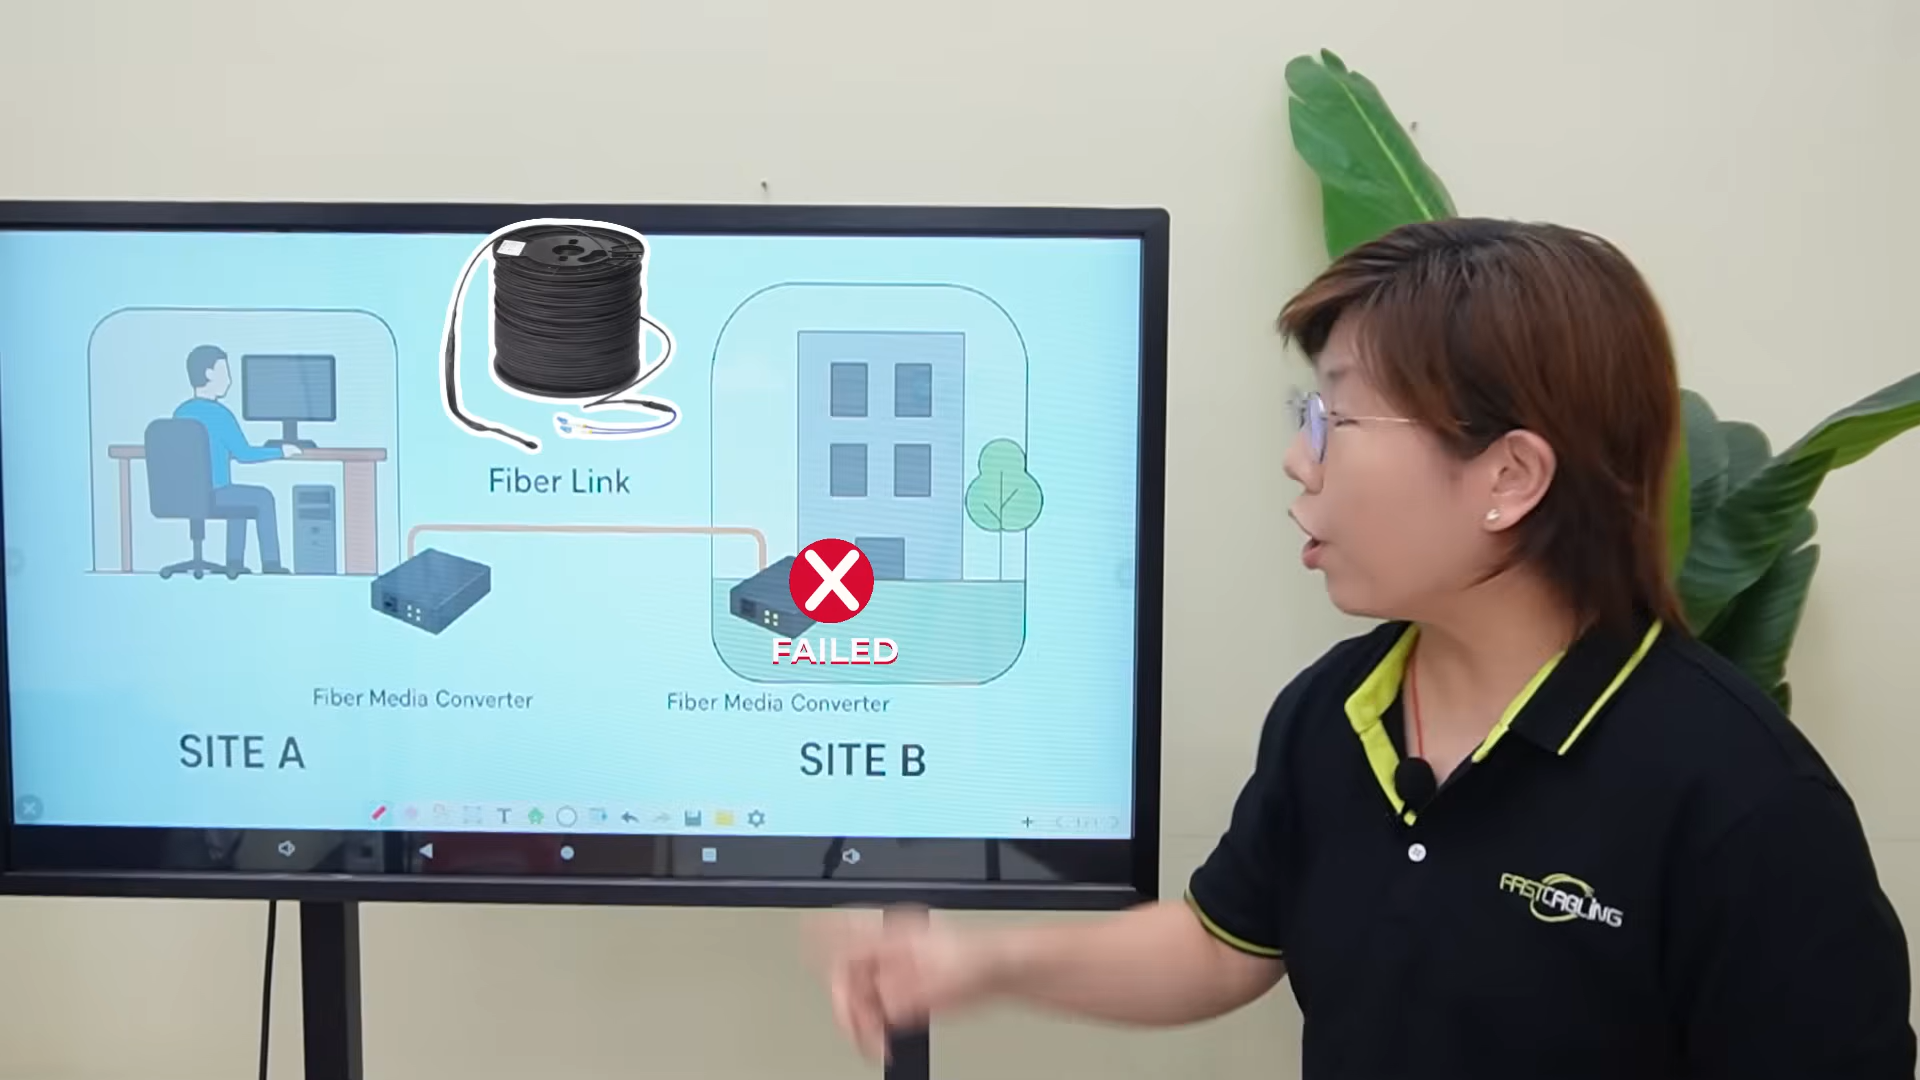 Fiber Link
FAILED
Fiber Media Converter
Fiber Media Converter
SITE A
SITE B
T
FASTCABLING